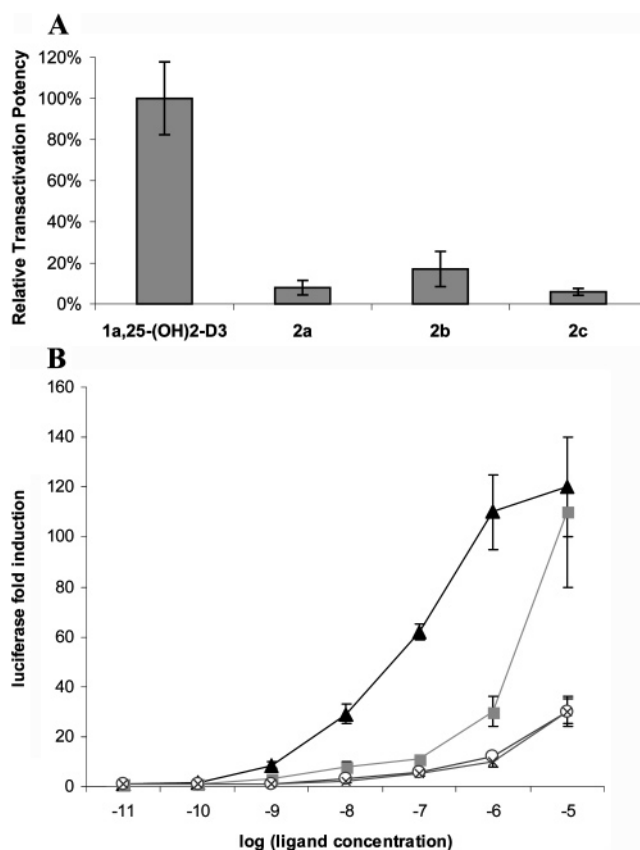 A
Relative Transactivation Potency
120%
100%
80%
60%
40%
20%
0%
1a,25-(OH)2-D3 2a 2b 2c
B
luciferase fold induction
160
140
120
100
80
60
40
20
0
-11 -10 -9 -8 -7 -6 -5
log (ligand concentration)